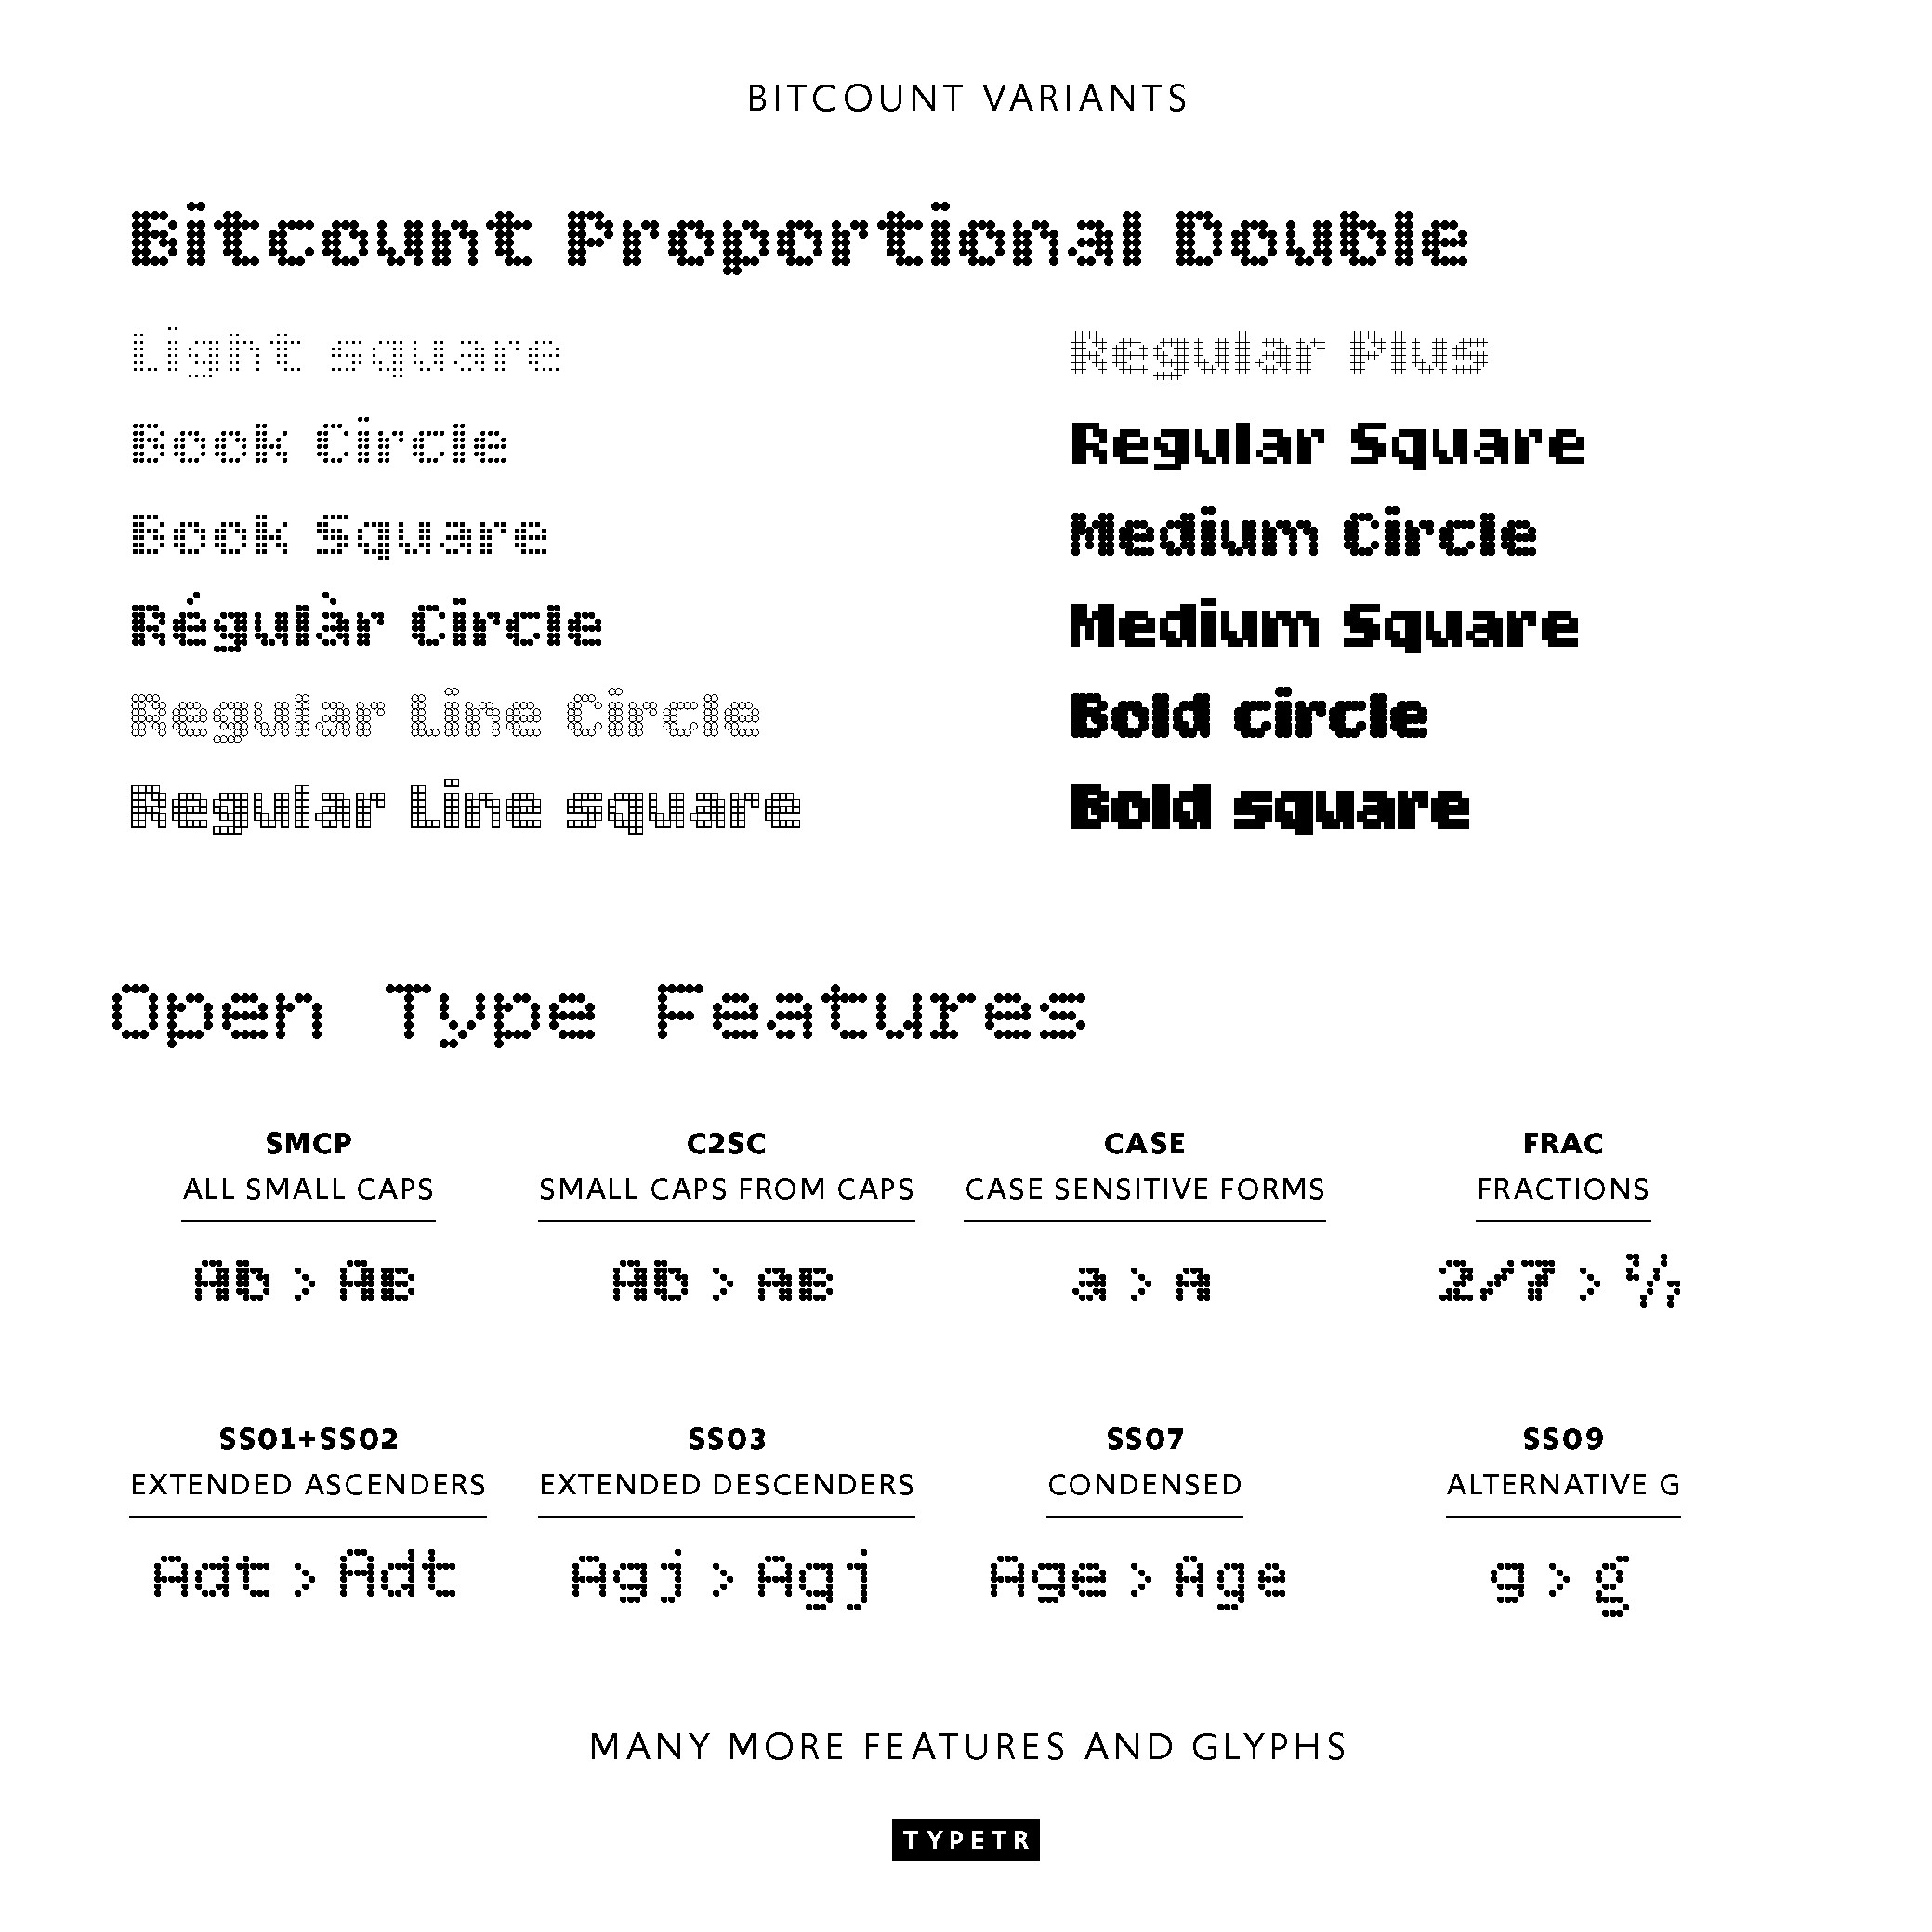 BITCOUNT VARIANTS
Bitcount Proportional Double
Light square
Book Circle
Book Square
Régulàr Circle
Regular Line Circle
Regular Line square
Regular Plus
Regular Square
Medium Circle
Medium Square
Bold circle
Bold square
Open Type Features
SMCP
ALL SMALL CAPS
Ab > AB
C2SC
SMALL CAPS FROM CAPS
Ab > AB
CASE
CASE SENSITIVE FORMS
a > A
FRAC
FRACTIONS
2/7 > 2/7
SS01+SS02
EXTENDED ASCENDERS
Adt > Adt
SS03
EXTENDED DESCENDERS
Agj > Agj
SS07
CONDENSED
Age > Age
SS09
ALTERNATIVE G
g > g
MANY MORE FEATURES AND GLYPHS
TYPETR